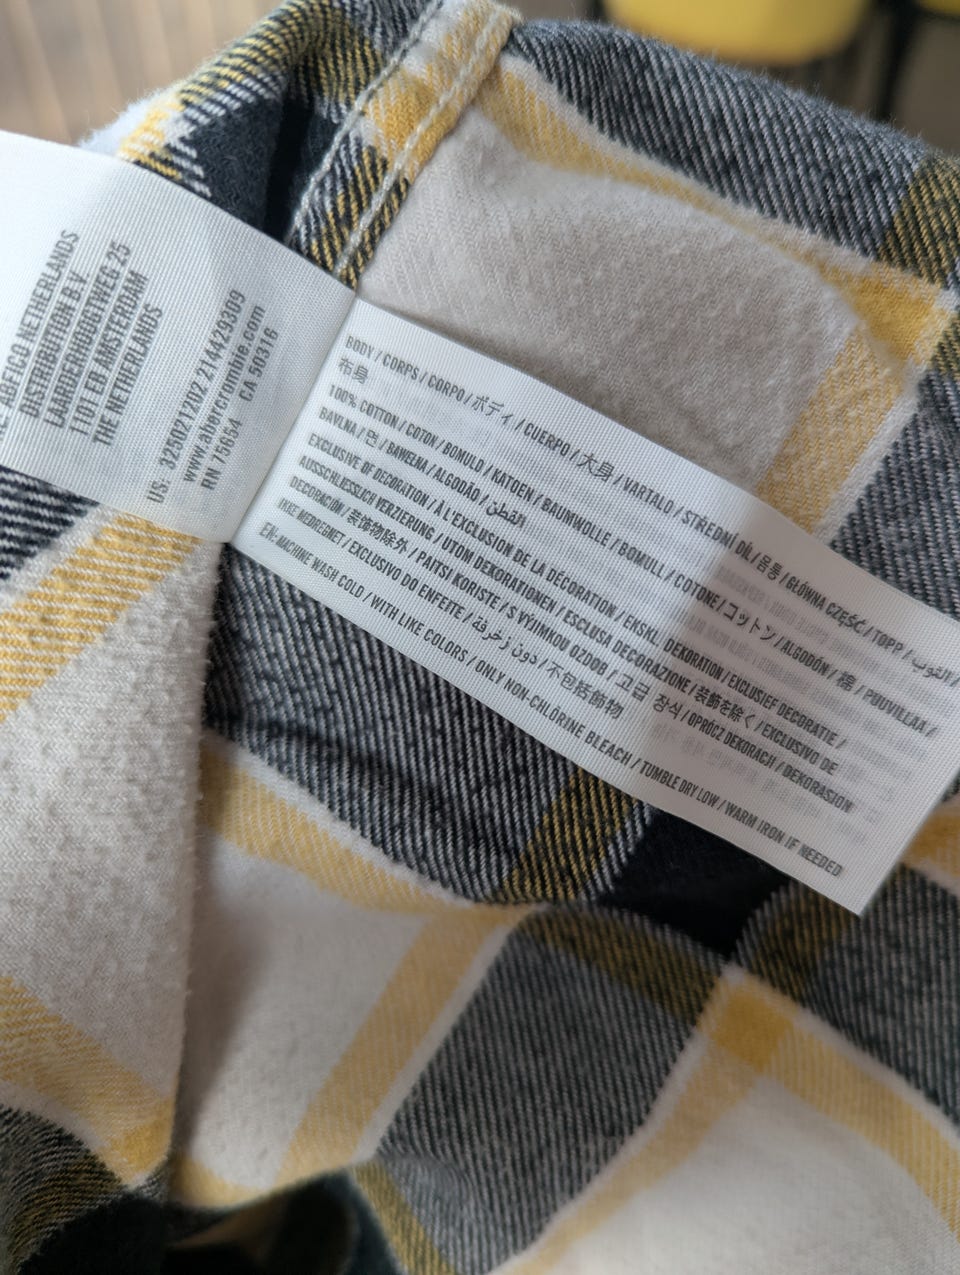 AFCO NETHERLANDS
DISTRIBUTION B.V.
LAARDERHOOGTWEG 25
1101 EB AMSTERDAM
THE NETHERLANDS
US: 325021202 214429309
www.abercrombie.com
RN 75654 CA 50316
BODY / CORPS / CORPO / ボディ / CUERPO / 大身 / VARTALO / STŘEDNÍ DÍL / 몸통 / GŁÓWNA CZĘŚĆ / TOPP /
布身
100% COTTON / COTON / BOMULD / KATOEN / BAUMWOLLE / BOMULL / COTONE / コットン / ALGODÓN / 棉 / PUUVILLAA /
BAVLNA / 면 / BAWEŁNA / ALGODÃO / القطن
EXCLUSIVE OF DECORATION / À L'EXCLUSION DE LA DÉCORATION / EKSKL. DEKORATION / EXCLUSIEF DECORATIE /
AUSSCHLIESSLICH VERZIERUNG / UTOM DEKORATIONEN / ESCLUSA DECORAZIONE / 装飾を除く / EXCLUSIVO DE
DECORACIÓN / 装饰物除外 / PAITSI KORISTE / S VÝJIMKOU OZDOB / 고급 장식 / OPRÓCZ DEKORACJI / DEKORASJON
IKKE MEDREGNET / EXCLUSIVO DO ENFEITE / دون زخرفة / 不包括飾物
EN: MACHINE WASH COLD / WITH LIKE COLORS / ONLY NON-CHLORINE BLEACH / TUMBLE DRY LOW / WARM IRON IF NEEDED